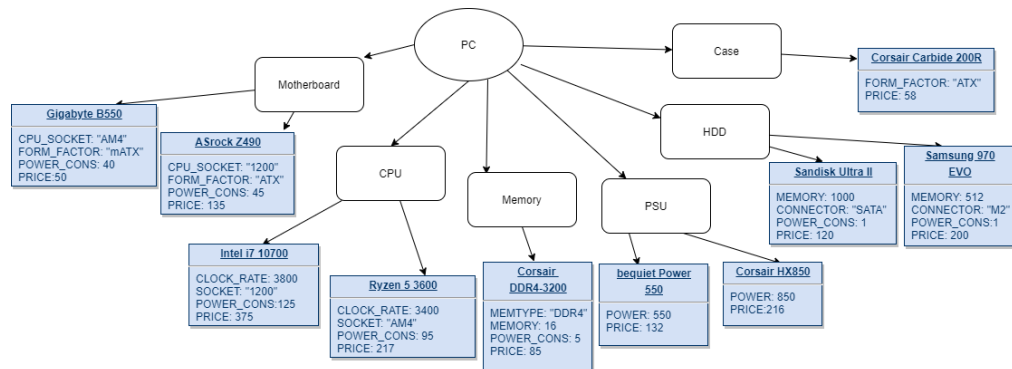 PC
Case
Corsair Carbide 200R
FORM_FACTOR: "ATX"
PRICE: 58
Motherboard
Gigabyte B550
CPU_SOCKET: "AM4"
FORM_FACTOR: "mATX"
POWER_CONS: 40
PRICE:50
ASrock Z490
CPU_SOCKET: "1200"
FORM_FACTOR: "ATX"
POWER_CONS: 45
PRICE: 135
CPU
Intel i7 10700
CLOCK_RATE: 3800
SOCKET: "1200"
POWER_CONS:125
PRICE: 375
Ryzen 5 3600
CLOCK_RATE: 3400
SOCKET: "AM4"
POWER_CONS: 95
PRICE: 217
Memory
Corsair
DDR4-3200
MEMTYPE: "DDR4"
MEMORY: 16
POWER_CONS: 5
PRICE: 85
PSU
bequiet Power
550
POWER: 550
PRICE: 132
Corsair HX850
POWER: 850
PRICE:216
HDD
Sandisk Ultra II
MEMORY: 1000
CONNECTOR: "SATA"
POWER_CONS: 1
PRICE: 120
Samsung 970
EVO
MEMORY: 512
CONNECTOR: "M2"
POWER_CONS:1
PRICE: 200